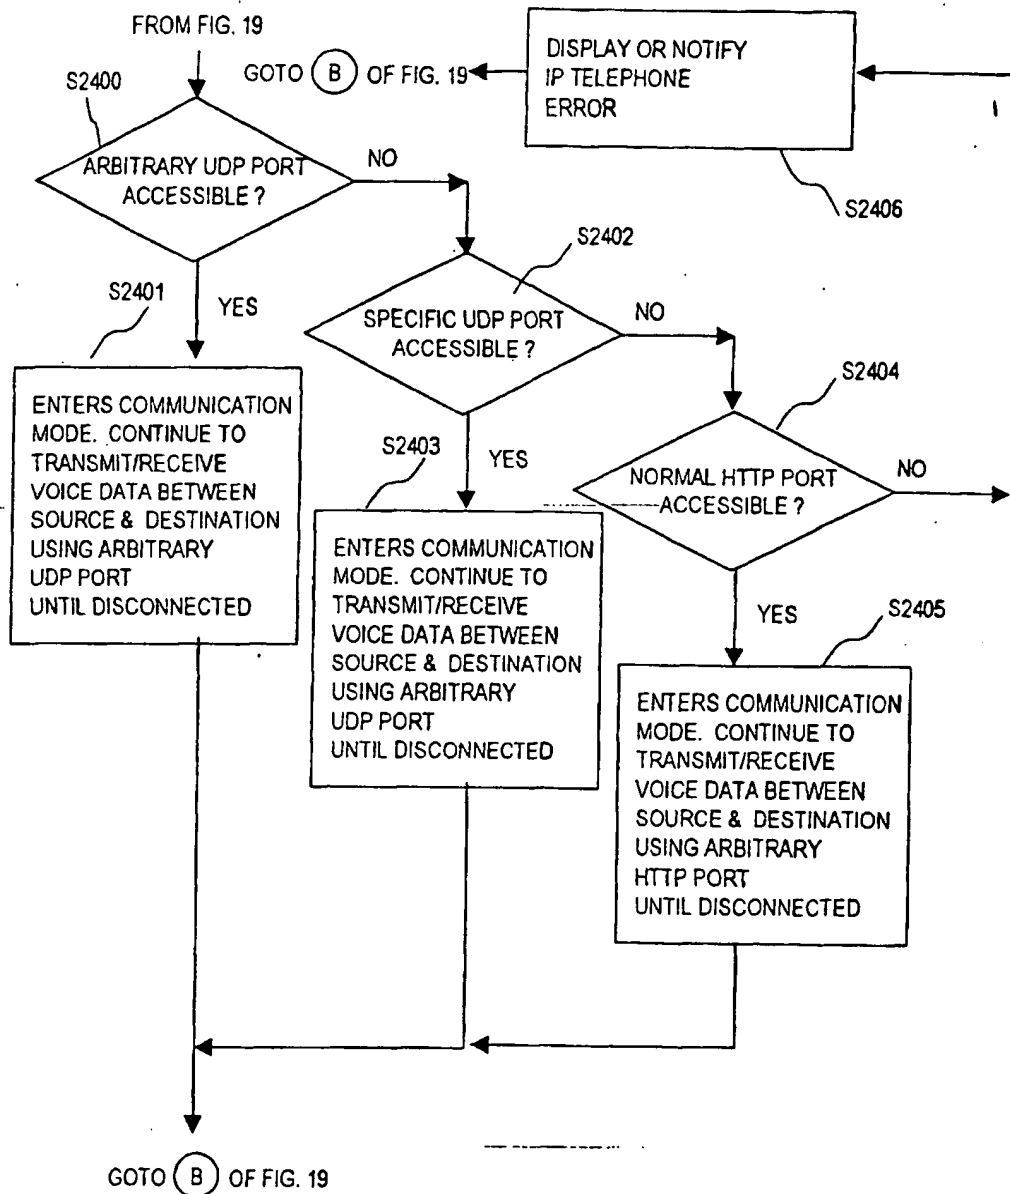 FROM FIG. 19
S2400
GOTO B OF FIG. 19
DISPLAY OR NOTIFY
IP TELEPHONE
ERROR
S2406
ARBITRARY UDP PORT
ACCESSIBLE ?
NO
YES
S2402
SPECIFIC UDP PORT
ACCESSIBLE ?
NO
YES
S2404
NORMAL HTTP PORT
ACCESSIBLE ?
NO
YES
S2401
ENTERS COMMUNICATION
MODE. CONTINUE TO
TRANSMIT/RECEIVE
VOICE DATA BETWEEN
SOURCE & DESTINATION
USING ARBITRARY
UDP PORT
UNTIL DISCONNECTED
S2403
ENTERS COMMUNICATION
MODE. CONTINUE TO
TRANSMIT/RECEIVE
VOICE DATA BETWEEN
SOURCE & DESTINATION
USING ARBITRARY
UDP PORT
UNTIL DISCONNECTED
S2405
ENTERS COMMUNICATION
MODE. CONTINUE TO
TRANSMIT/RECEIVE
VOICE DATA BETWEEN
SOURCE & DESTINATION
USING ARBITRARY
HTTP PORT
UNTIL DISCONNECTED
GOTO B OF FIG. 19